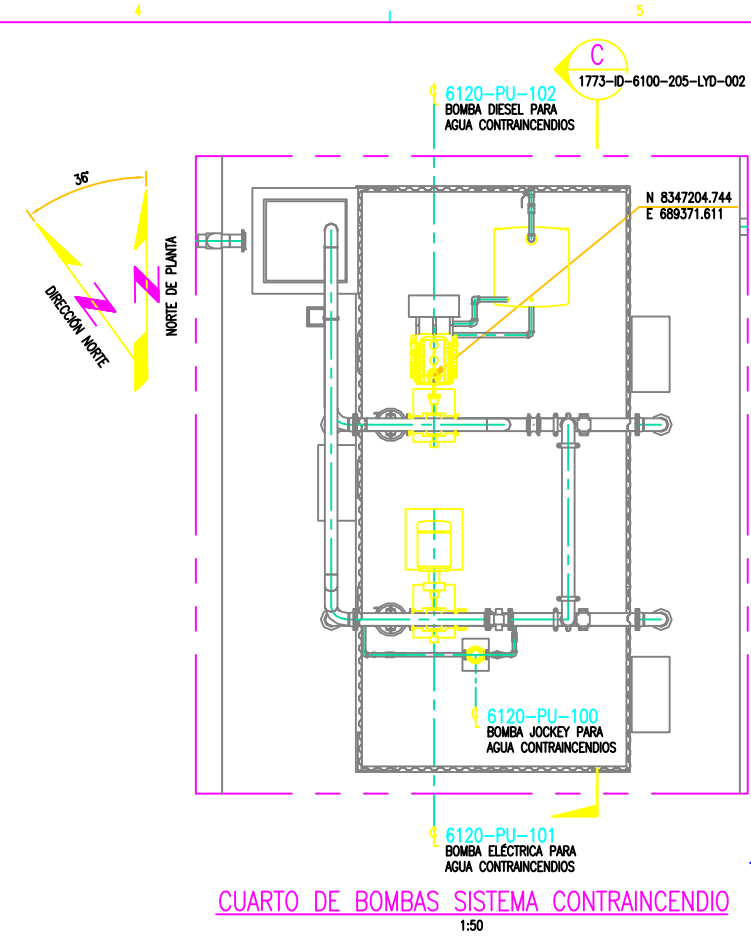 4
5
C
1773-ID-6100-205-LYD-002
6120-PU-102
BOMBA DIESEL PARA
AGUA CONTRAINCENDIOS
36°
N 8347204.744
E 689371.611
DIRECCIÓN NORTE
NORTE DE PLANTA
6120-PU-100
BOMBA JOCKEY PARA
AGUA CONTRAINCENDIOS
6120-PU-101
BOMBA ELÉCTRICA PARA
AGUA CONTRAINCENDIOS
CUARTO DE BOMBAS SISTEMA CONTRAINCENDIO
1:50